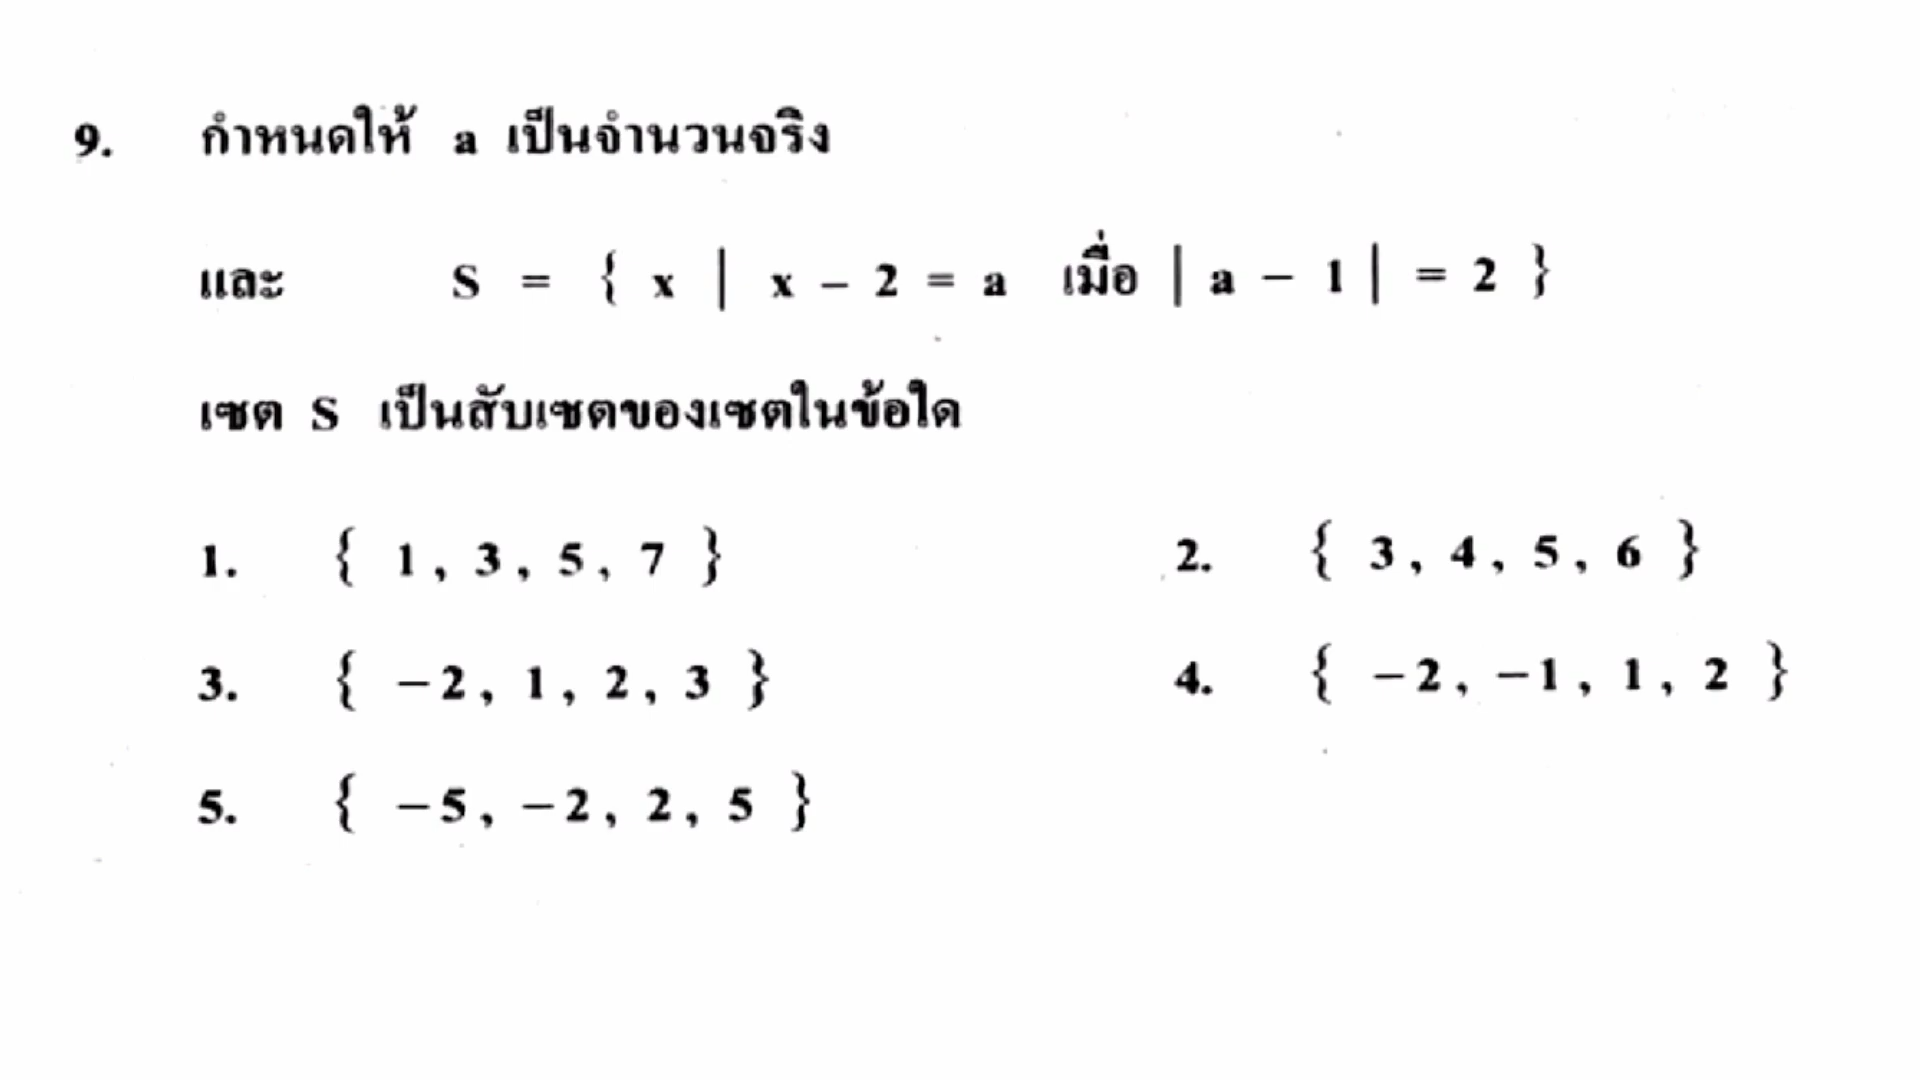 9. กำหนดให้ a เป็นจำนวนจริง
และ S = { x | x – 2 = a เมื่อ | a – 1 | = 2 }
เซต S เป็นสับเซตของเซตในข้อใด
1. { 1 , 3 , 5 , 7 } 2. { 3 , 4 , 5 , 6 }
3. { –2 , 1 , 2 , 3 } 4. { –2 , –1 , 1 , 2 }
5. { –5 , –2 , 2 , 5 }